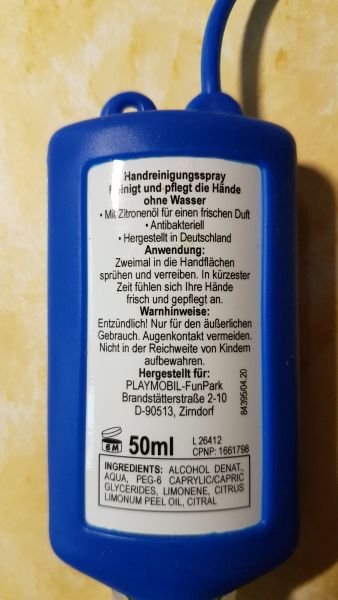 Handreinigungsspray
Reinigt und pflegt die Hände
ohne Wasser
• Mit Zitronenöl für einen frischen Duft
• Antibakteriell
• Hergestellt in Deutschland
Anwendung:
Zweimal in die Handflächen
sprühen und verreiben. In kürzester
Zeit fühlen sich Ihre Hände
frisch und gepflegt an.
Warnhinweise:
Entzündlich! Nur für den äußerlichen
Gebrauch. Augenkontakt vermeiden.
Nicht in der Reichweite von Kindern
aufbewahren.
Hergestellt für:
PLAYMOBIL-FunPark
Brandstätterstraße 2-10
D-90513, Zirndorf
84395/04.20
6M 50ml
L 26412
CPNP: 1661798
INGREDIENTS: ALCOHOL DENAT.,
AQUA, PEG-6 CAPRYLIC/CAPRIC
GLYCERIDES, LIMONENE, CITRUS
LIMONUM PEEL OIL, CITRAL